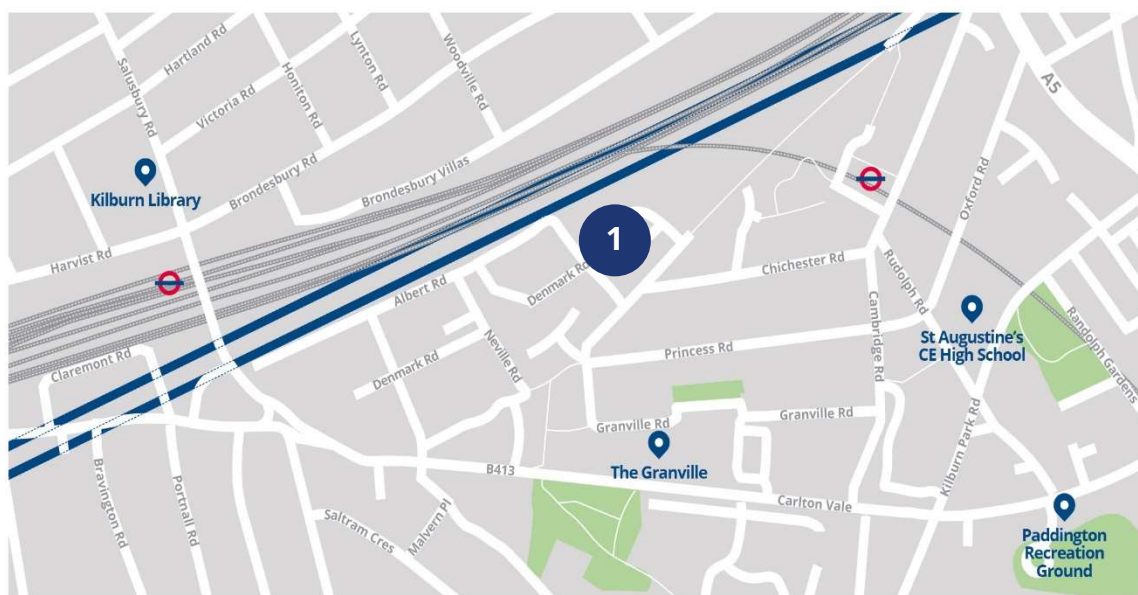 Salusbury Rd
Hartland Rd
Victoria Rd
Honiton Rd
Lynton Rd
Woodville Rd
A5
Kilburn Library
Brondesbury Rd
Brondesbury Villas
Oxford Rd
Harvist Rd
1
Denmark Rd
Chichester Rd
Albert Rd
Rudolph Rd
Cambridge Rd
St Augustine's
CE High School
Randolph Gardens
Claremont Rd
Denmark Rd
Neville Rd
Princess Rd
Granville Rd
Granville Rd
The Granville
Kilburn Park Rd
B413
Carlton Vale
Bravington Rd
Portnall Rd
Saltram Cres
Malvern Pl
Paddington
Recreation
Ground